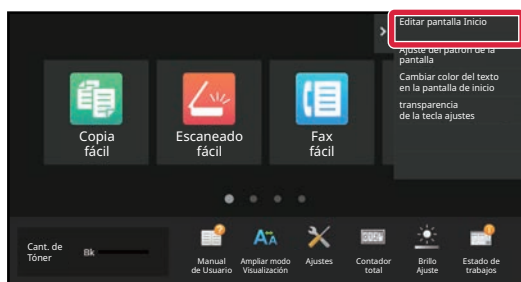 Editar pantalla Inicio
Ajuste del patrón de la
pantalla
Cambiar color del texto
en la pantalla de inicio
transparencia
de la tecla ajustes
Copia
fácil
Escaneado
fácil
Fax
fácil
Cant. de
Tóner
Bk
Manual
de Usuario
Ampliar modo
Visualización
Ajustes
Contador
total
Brillo
Ajuste
Estado de
trabajos